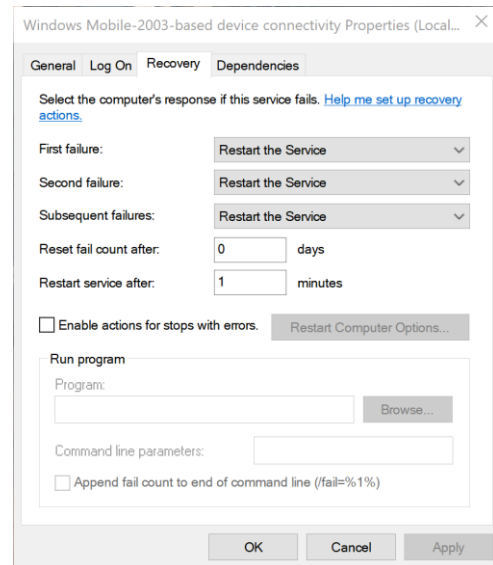 Windows Mobile-2003-based device connectivity Properties (Local...
General Log On Recovery Dependencies
Select the computer's response if this service fails. Help me set up recovery
actions.
First failure: Restart the Service
Second failure: Restart the Service
Subsequent failures: Restart the Service
Reset fail count after: 0 days
Restart service after: 1 minutes
Enable actions for stops with errors. Restart Computer Options...
Run program
Program:
Browse...
Command line parameters:
Append fail count to end of command line (/fail=%1%)
OK Cancel Apply